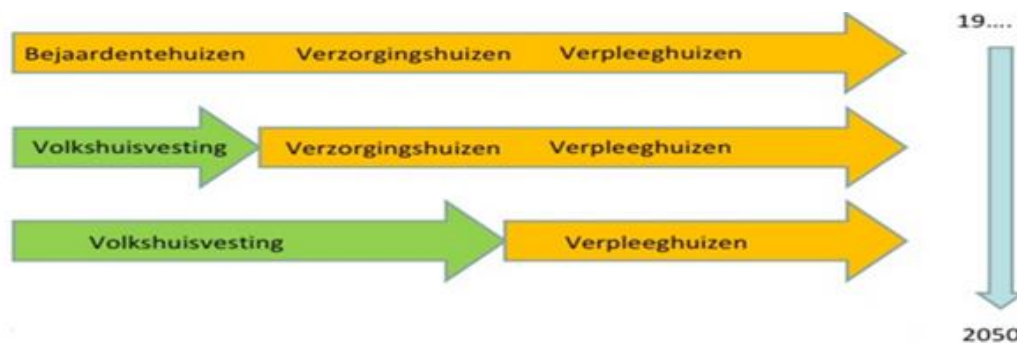 19....
Bejaardentehuizen Verzorgingshuizen Verpleeghuizen
Volkshuisvesting Verzorgingshuizen Verpleeghuizen
Volkshuisvesting Verpleeghuizen
2050